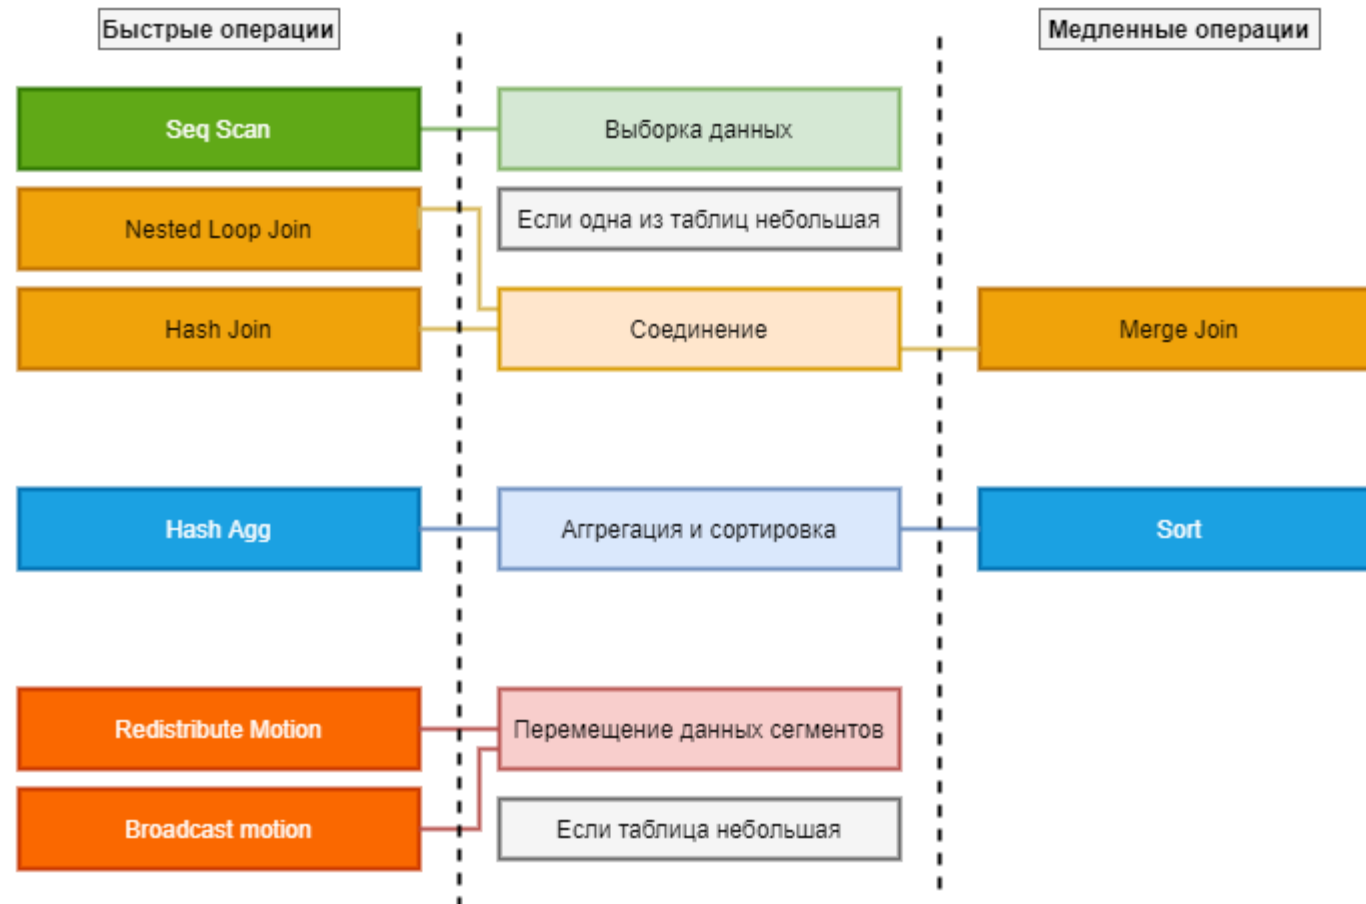 Быстрые операции
Медленные операции
Seq Scan
Выборка данных
Nested Loop Join
Если одна из таблиц небольшая
Hash Join
Соединение
Merge Join
Hash Agg
Аггрегация и сортировка
Sort
Redistribute Motion
Перемещение данных сегментов
Broadcast motion
Если таблица небольшая